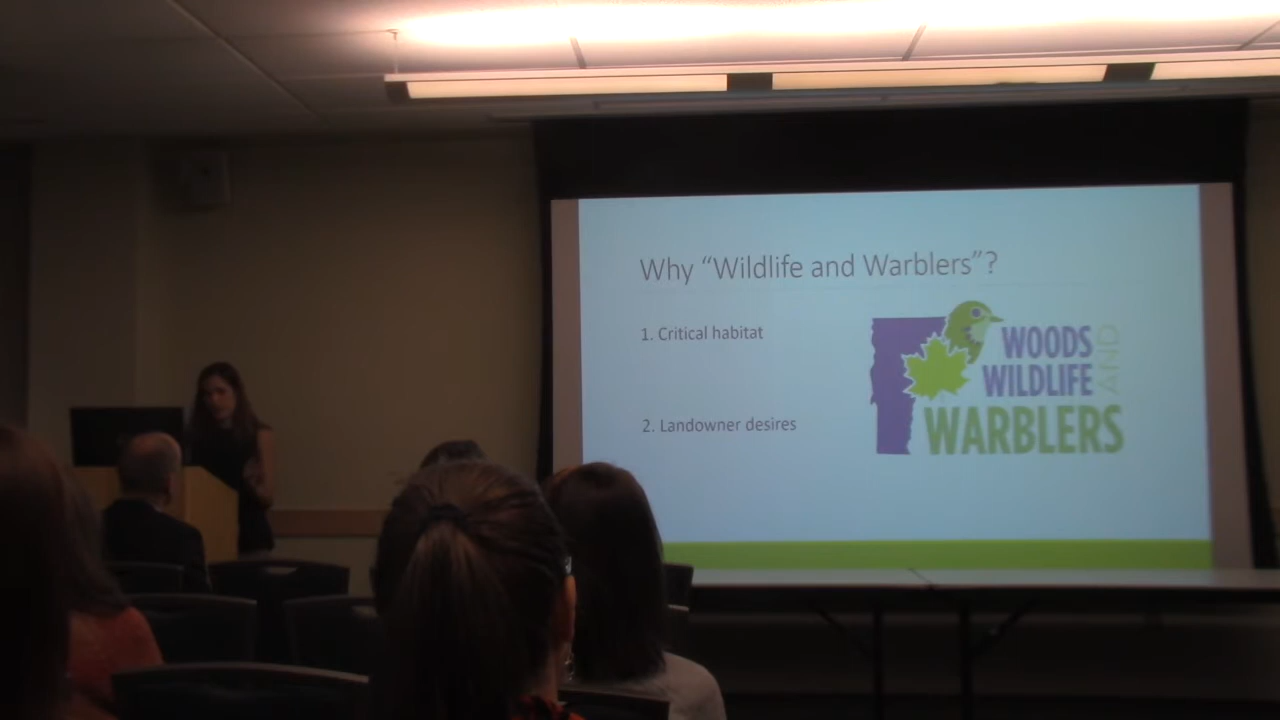 Why “Wildlife and Warblers”?
1. Critical habitat
2. Landowner desires
WOODS
WILDLIFE AND
WARBLERS